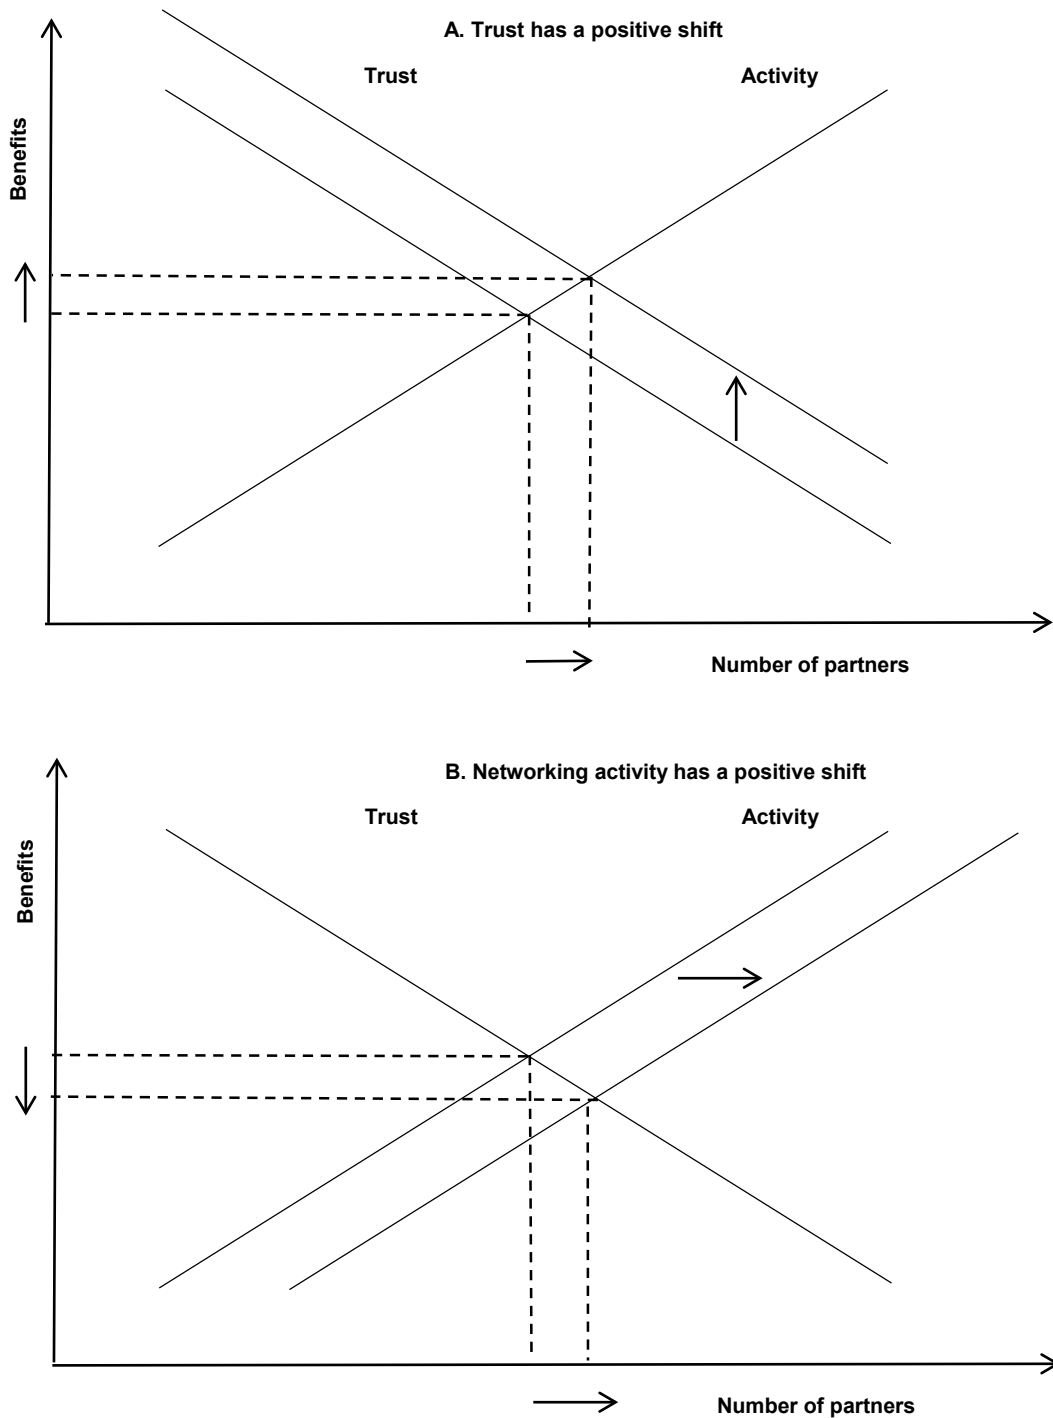 A. Trust has a positive shift
Trust
Activity
Benefits
Number of partners
B. Networking activity has a positive shift
Trust
Activity
Benefits
Number of partners